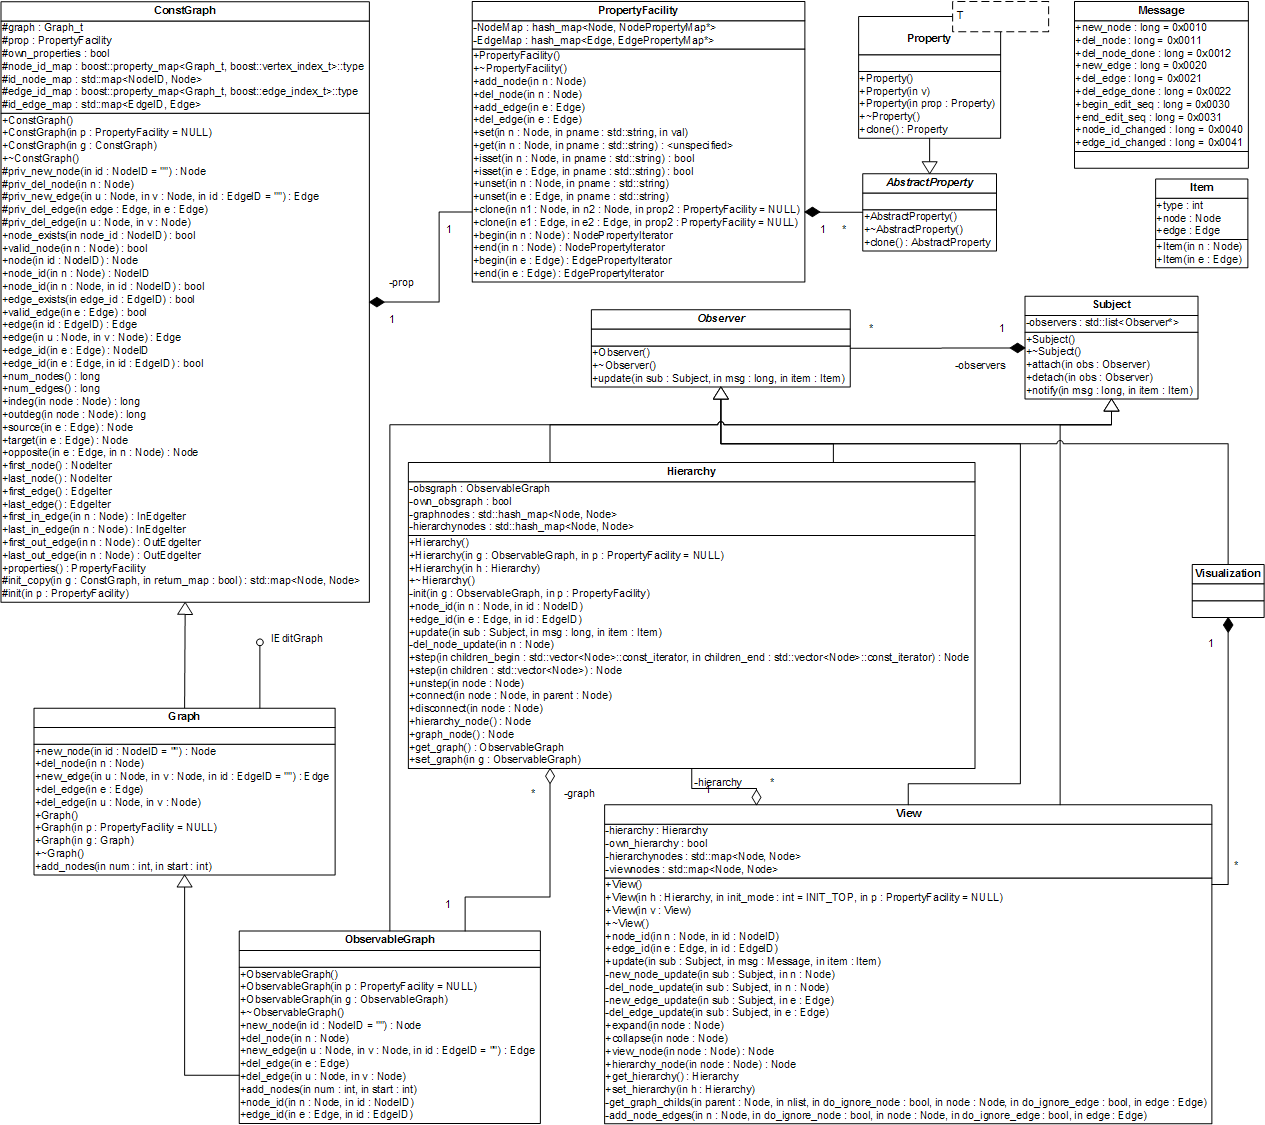 ConstGraph
#graph : Graph_t
#prop : PropertyFacility
#own_properties : bool
#node_id_map : boost::property_map<Graph_t, boost::vertex_index_t>::type
#id_node_map : std::map<NodeID, Node>
#edge_id_map : boost::property_map<Graph_t, boost::edge_index_t>::type
#id_edge_map : std::map<EdgeID, Edge>
+ConstGraph()
+ConstGraph(in p : PropertyFacility = NULL)
+ConstGraph(in g : ConstGraph)
+~ConstGraph()
#priv_new_node(in id : NodeID = "") : Node
#priv_del_node(in n : Node)
#priv_new_edge(in u : Node, in v : Node, in id : EdgeID = "") : Edge
#priv_del_edge(in edge : Edge, in e : Edge)
#priv_del_edge(in u : Node, in v : Node)
+node_exists(in node_id : NodeID) : bool
+valid_node(in n : Node) : bool
+node(in id : NodeID) : Node
+node_id(in n : Node) : NodeID
+node_id(in n : Node, in id : NodeID) : bool
+edge_exists(in edge_id : EdgeID) : bool
+valid_edge(in e : Edge) : bool
+edge(in id : EdgeID) : Edge
+edge(in u : Node, in v : Node) : Edge
+edge_id(in e : Edge) : NodeID
+edge_id(in e : Edge, in id : EdgeID) : bool
+num_nodes() : long
+num_edges() : long
+indeg(in node : Node) : long
+outdeg(in node : Node) : long
+source(in e : Edge) : Node
+target(in e : Edge) : Node
+opposite(in e : Edge, in n : Node) : Node
+first_node() : NodeIter
+last_node() : NodeIter
+first_edge() : EdgeIter
+last_edge() : EdgeIter
+first_in_edge(in n : Node) : InEdgeIter
+last_in_edge(in n : Node) : InEdgeIter
+first_out_edge(in n : Node) : OutEdgeIter
+last_out_edge(in n : Node) : OutEdgeIter
+properties() : PropertyFacility
#init_copy(in g : ConstGraph, in return_map : bool) : std::map<Node, Node>
#init(in p : PropertyFacility)
PropertyFacility
-NodeMap : hash_map<Node, NodePropertyMap*>
-EdgeMap : hash_map<Edge, EdgePropertyMap*>
+PropertyFacility()
+~PropertyFacility()
+add_node(in n : Node)
+del_node(in n : Node)
+add_edge(in e : Edge)
+del_edge(in e : Edge)
+set(in n : Node, in pname : std::string, in val)
+get(in n : Node, in pname : std::string) : <unspecified>
+isset(in n : Node, in pname : std::string) : bool
+isset(in e : Edge, in pname : std::string) : bool
+unset(in n : Node, in pname : std::string)
+unset(in e : Edge, in pname : std::string)
+clone(in n1 : Node, in n2 : Node, in prop2 : PropertyFacility = NULL)
+clone(in e1 : Edge, in e2 : Edge, in prop2 : PropertyFacility = NULL)
+begin(in n : Node) : NodePropertyIterator
+end(in n : Node) : NodePropertyIterator
+begin(in e : Edge) : EdgePropertyIterator
+end(in e : Edge) : EdgePropertyIterator
T
Property
+Property()
+Property(in v)
+Property(in prop : Property)
+~Property()
+clone() : Property
AbstractProperty
+AbstractProperty()
+~AbstractProperty()
+clone() : AbstractProperty
Message
+new_node : long = 0x0010
+del_node : long = 0x0011
+del_node_done : long = 0x0012
+new_edge : long = 0x0020
+del_edge : long = 0x0021
+del_edge_done : long = 0x0022
+begin_edit_seq : long = 0x0030
+end_edit_seq : long = 0x0031
+node_id_changed : long = 0x0040
+edge_id_changed : long = 0x0041
Item
+type : int
+node : Node
+edge : Edge
+Item(in n : Node)
+Item(in e : Edge)
1
-prop
1
1
*
Observer
+Observer()
+~Observer()
+update(in sub : Subject, in msg : long, in item : Item)
*
1
-observers
Subject
-observers : std::list<Observer*>
+Subject()
+~Subject()
+attach(in obs : Observer)
+detach(in obs : Observer)
+notify(in msg : long, in item : Item)
Hierarchy
-obsgraph : ObservableGraph
-own_obsgraph : bool
-graphnodes : std::hash_map<Node, Node>
-hierarchynodes : std::hash_map<Node, Node>
+Hierarchy()
+Hierarchy(in g : ObservableGraph, in p : PropertyFacility = NULL)
+Hierarchy(in h : Hierarchy)
+~Hierarchy()
-init(in g : ObservableGraph, in p : PropertyFacility)
+node_id(in n : Node, in id : NodeID)
+edge_id(in e : Edge, in id : EdgeID)
+update(in sub : Subject, in msg : long, in item : Item)
-del_node_update(in n : Node)
+step(in children_begin : std::vector<Node>::const_iterator, in children_end : std::vector<Node>::const_iterator) : Node
+step(in children : std::vector<Node>) : Node
+unstep(in node : Node)
+connect(in node : Node, in parent : Node)
+disconnect(in node : Node)
+hierarchy_node() : Node
+graph_node() : Node
+get_graph() : ObservableGraph
+set_graph(in g : ObservableGraph)
Visualization
1
*
IEditGraph
Graph
+new_node(in id : NodeID = "") : Node
+del_node(in n : Node)
+new_edge(in u : Node, in v : Node, in id : EdgeID = "") : Edge
+del_edge(in e : Edge)
+del_edge(in u : Node, in v : Node)
+Graph()
+Graph(in p : PropertyFacility = NULL)
+Graph(in g : Graph)
+~Graph()
+add_nodes(in num : int, in start : int)
*
-graph
1
-hierarchy
1
*
ObservableGraph
+ObservableGraph()
+ObservableGraph(in p : PropertyFacility = NULL)
+ObservableGraph(in g : ObservableGraph)
+~ObservableGraph()
+new_node(in id : NodeID = "") : Node
+del_node(in n : Node)
+new_edge(in u : Node, in v : Node, in id : EdgeID = "") : Edge
+del_edge(in e : Edge)
+del_edge(in u : Node, in v : Node)
+add_nodes(in num : int, in start : int)
+node_id(in n : Node, in id : NodeID)
+edge_id(in e : Edge, in id : EdgeID)
View
-hierarchy : Hierarchy
-own_hierarchy : bool
-hierarchynodes : std::map<Node, Node>
-viewnodes : std::map<Node, Node>
+View()
+View(in h : Hierarchy, in init_mode : int = INIT_TOP, in p : PropertyFacility = NULL)
+View(in v : View)
+~View()
+node_id(in n : Node, in id : NodeID)
+edge_id(in e : Edge, in id : EdgeID)
+update(in sub : Subject, in msg : Message, in item : Item)
-new_node_update(in sub : Subject, in n : Node)
-del_node_update(in sub : Subject, in n : Node)
-new_edge_update(in sub : Subject, in e : Edge)
-del_edge_update(in sub : Subject, in e : Edge)
+expand(in node : Node)
+collapse(in node : Node)
+view_node(in node : Node) : Node
+hierarchy_node(in node : Node) : Node
+get_hierarchy() : Hierarchy
+set_hierarchy(in h : Hierarchy)
-get_graph_childs(in parent : Node, in nlist, in do_ignore_node : bool, in node : Node, in do_ignore_edge : bool, in edge : Edge)
-add_node_edges(in n : Node, in do_ignore_node : bool, in node : Node, in do_ignore_edge : bool, in edge : Edge)